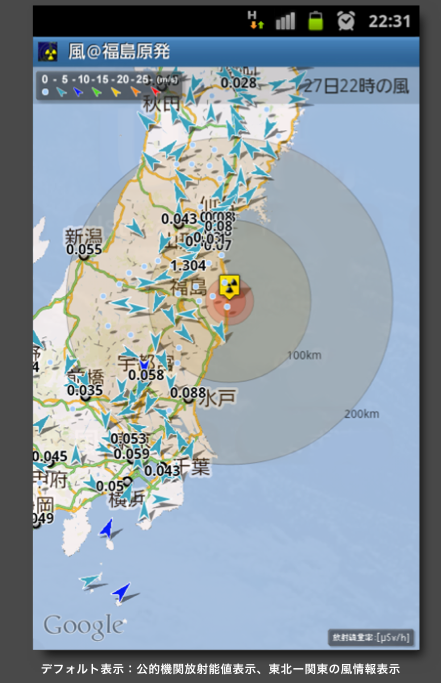 H 22:31
風@福島原発
0 - 5 -10-15-20-25- (m/s)
27日22時の風
0.028
秋田
仙
0.043
0.08
新潟
0.055
0.07
1.304
福島
100km
宇都宮
0.058
前橋
0.035
0.088
水戸
200km
0.053
0.059
0.045
0.043
千葉
甲府
0.05
横浜
岡
049
Google
放射線量率:[μSv/h]
デフォルト表示：公的機関放射能値表示、東北ー関東の風情報表示